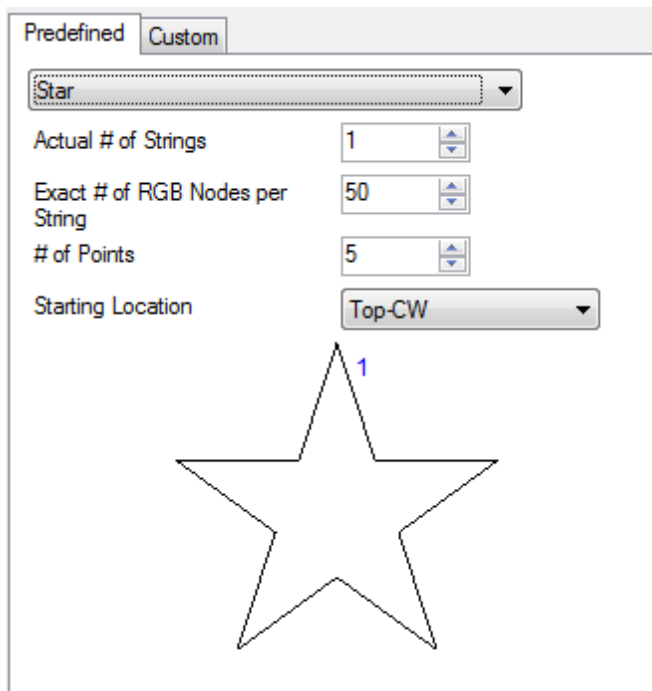 Predefined
Custom
Star
Actual # of Strings
1
Exact # of RGB Nodes per
String
50
# of Points
5
Starting Location
Top-CW
1